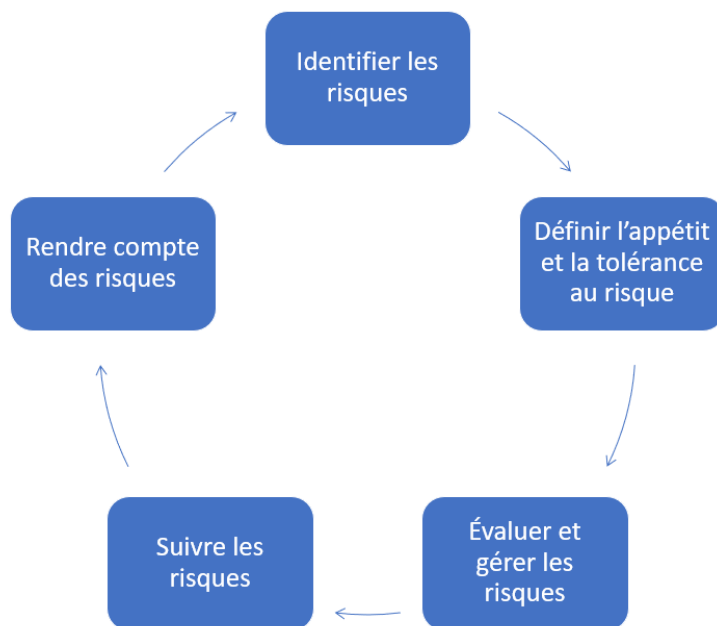 Identifier les
risques
Définir l’appétit
et la tolérance
au risque
Évaluer et
gérer les
risques
Suivre les
risques
Rendre compte
des risques